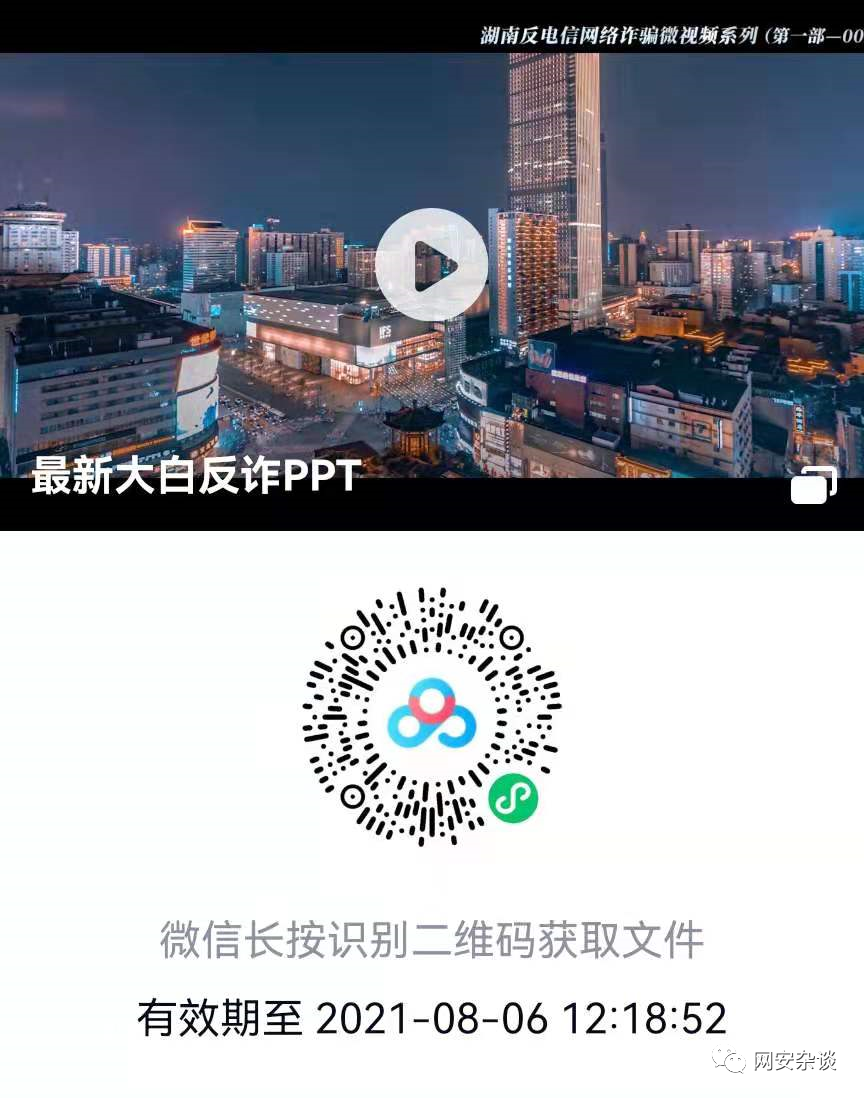 湖南反电信网络诈骗微视频系列 (第一部—00
IFS
最新大白反诈PPT
微信长按识别二维码获取文件
有效期至 2021-08-06 12:18:52
网安杂谈